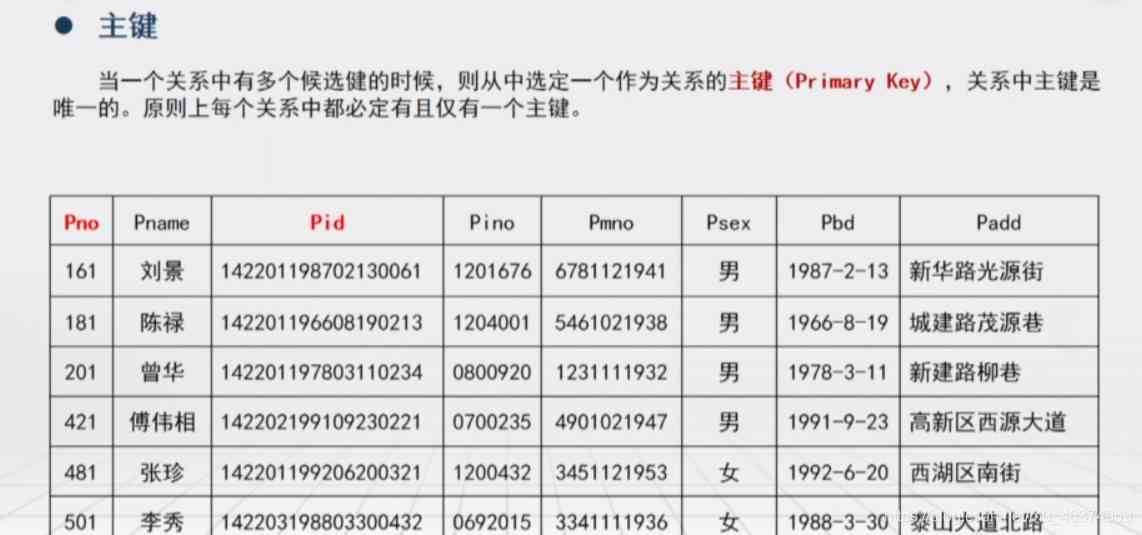 ● 主键
当一个关系中有多个候选健的时候，则从中选定一个作为关系的主键（Primary Key），关系中主键是
唯一的。原则上每个关系中都必定有且仅有一个主键。
Pno Pname Pid Pino Pmno Psex Pbd Padd
161 刘景 142201198702130061 1201676 6781121941 男 1987-2-13 新华路光源街
181 陈禄 142201196608190213 1204001 5461021938 男 1966-8-19 城建路茂源巷
201 曾华 142201197803110234 0800920 1231111932 男 1978-3-11 新建路柳巷
421 傅伟相 142202199109230221 0700235 4901021947 男 1991-9-23 高新区西源大道
481 张珍 142201199206200321 1200432 3451121953 女 1992-6-20 西湖区南街
501 李秀 142203198803300432 0692015 3341111936 女 1988-3-30 泰山大道北路